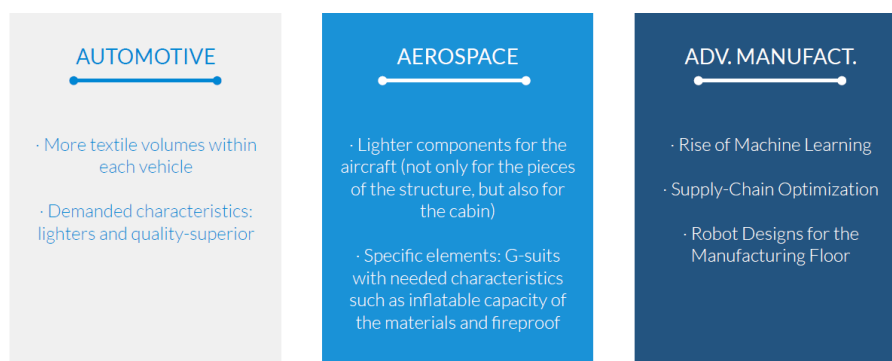 AUTOMOTIVE
· More textile volumes within
each vehicle
· Demanded characteristics:
lighters and quality-superior
AEROSPACE
· Lighter components for the
aircraft (not only for the pieces
of the structure, but also for
the cabin)
· Specific elements: G-suits
with needed characteristics
such as inflatable capacity of
the materials and fireproof
ADV. MANUFACT.
· Rise of Machine Learning
· Supply-Chain Optimization
· Robot Designs for the
Manufacturing Floor